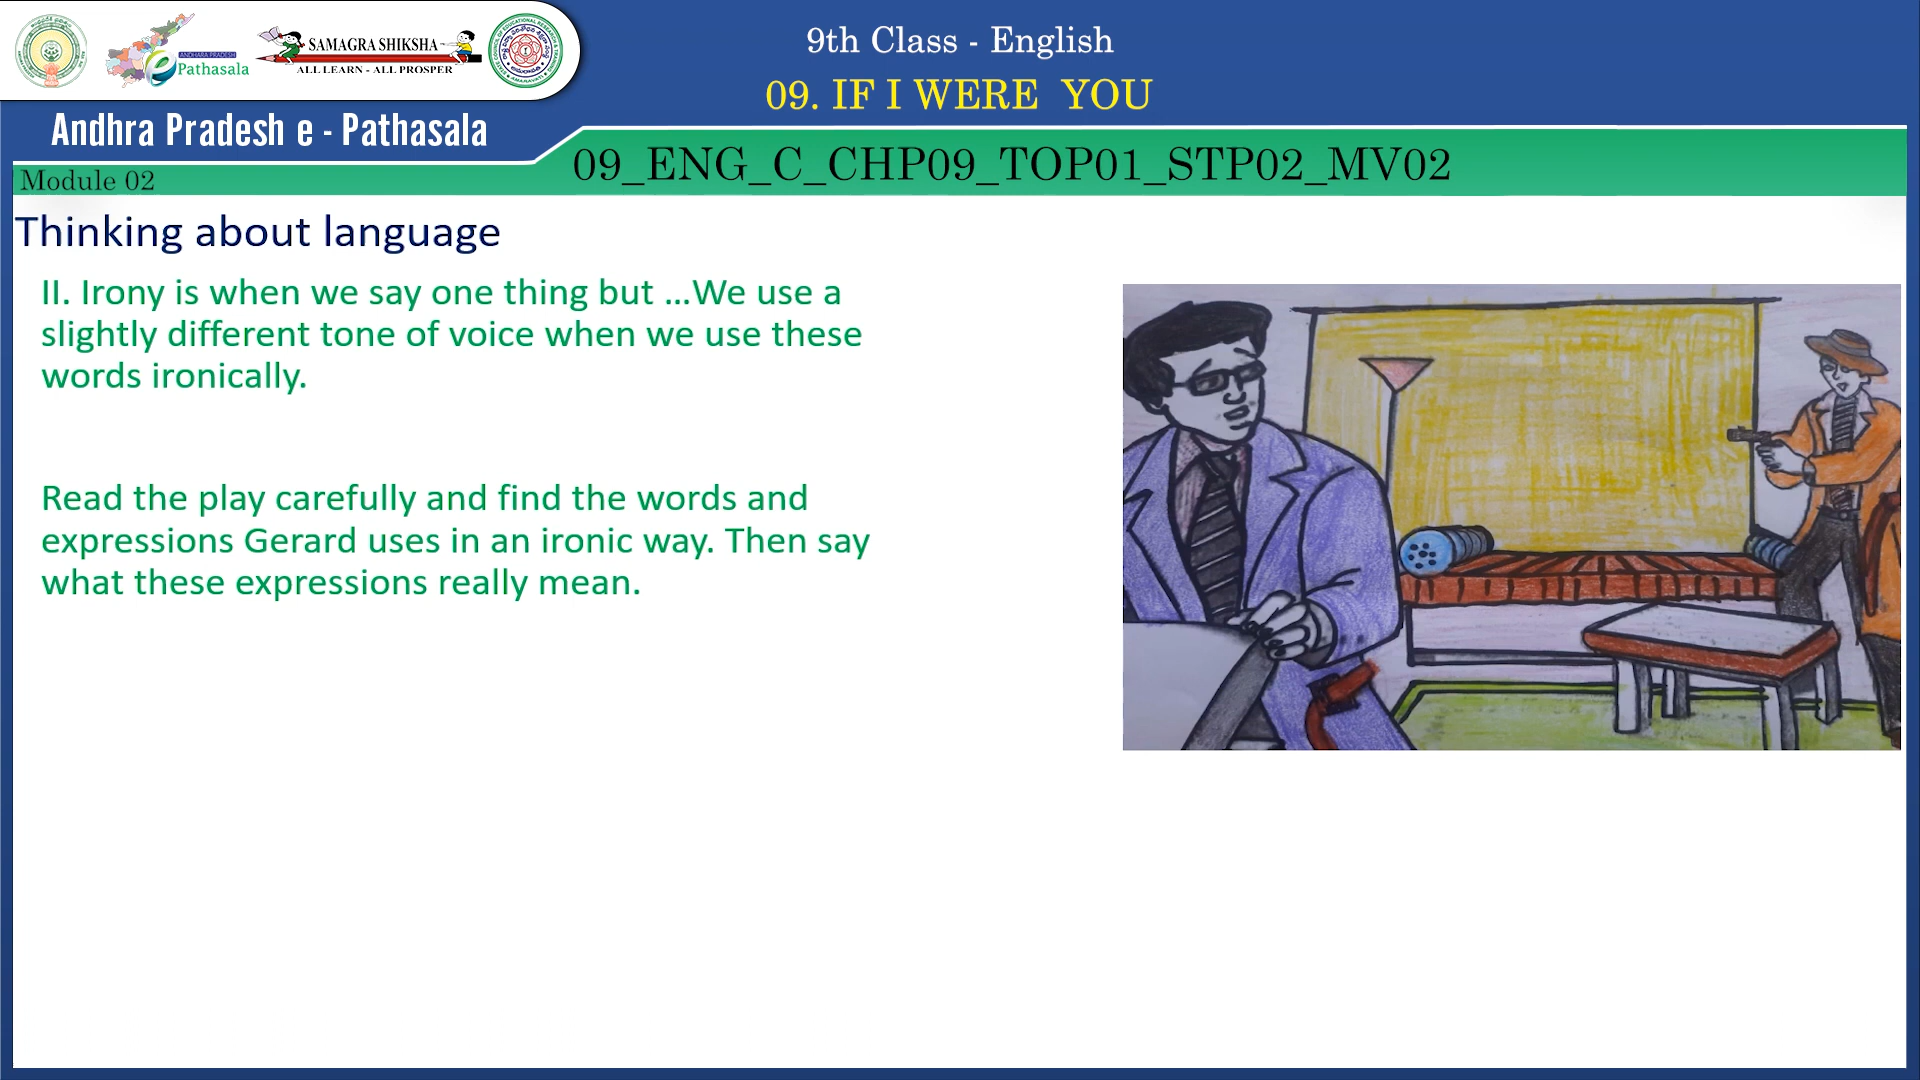 ANDHARA PRADESH
e Pathasala
SAMAGRA SHIKSHA
ALL LEARN - ALL PROSPER
Andhra Pradesh e - Pathasala
9th Class - English
09. IF I WERE YOU
Module 02
09_ENG_C_CHP09_TOP01_STP02_MV02
Thinking about language
II. Irony is when we say one thing but ...We use a
slightly different tone of voice when we use these
words ironically.
Read the play carefully and find the words and
expressions Gerard uses in an ironic way. Then say
what these expressions really mean.